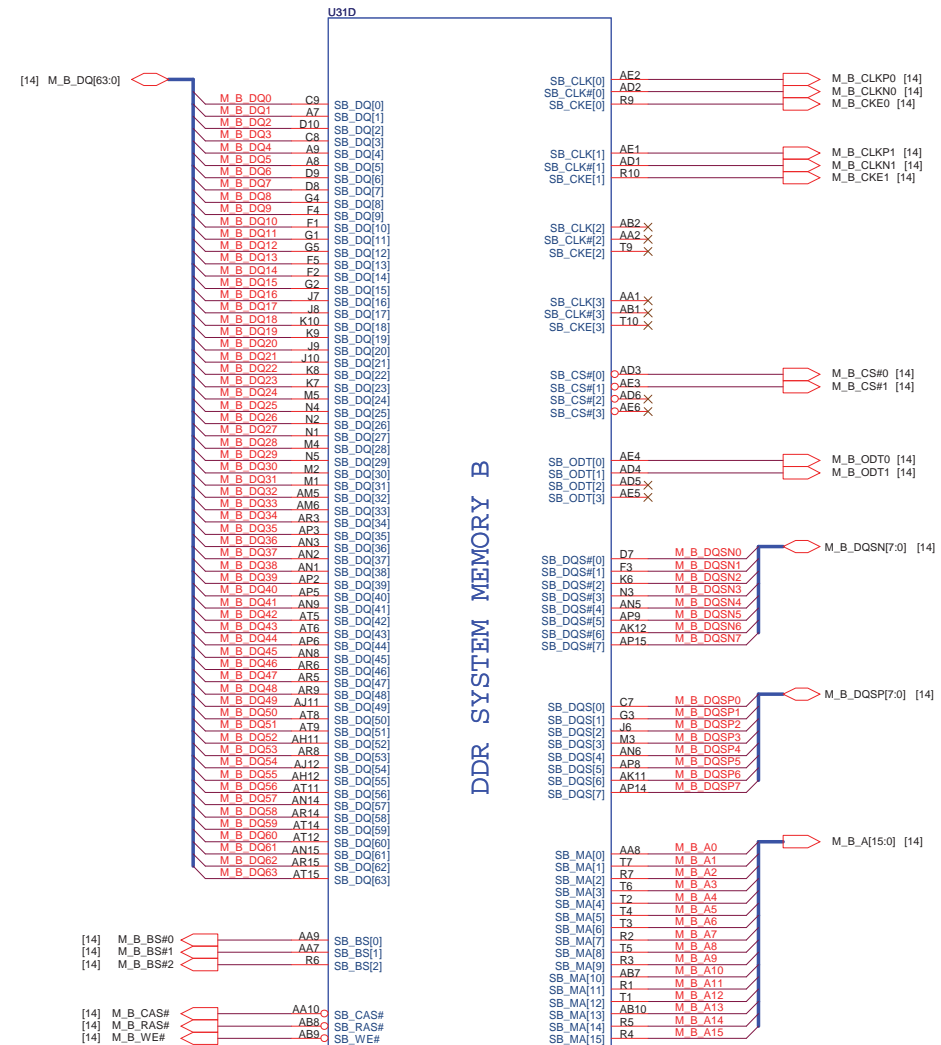 U31D
[14] M_B_DQ[63:0]
M_B_DQ0 C9 SB_DQ[0]
M_B_DQ1 A7 SB_DQ[1]
M_B_DQ2 D10 SB_DQ[2]
M_B_DQ3 C8 SB_DQ[3]
M_B_DQ4 A9 SB_DQ[4]
M_B_DQ5 A8 SB_DQ[5]
M_B_DQ6 D9 SB_DQ[6]
M_B_DQ7 D8 SB_DQ[7]
M_B_DQ8 G4 SB_DQ[8]
M_B_DQ9 F4 SB_DQ[9]
M_B_DQ10 F1 SB_DQ[10]
M_B_DQ11 G1 SB_DQ[11]
M_B_DQ12 G5 SB_DQ[12]
M_B_DQ13 F5 SB_DQ[13]
M_B_DQ14 F2 SB_DQ[14]
M_B_DQ15 G2 SB_DQ[15]
M_B_DQ16 J7 SB_DQ[16]
M_B_DQ17 J8 SB_DQ[17]
M_B_DQ18 K10 SB_DQ[18]
M_B_DQ19 K9 SB_DQ[19]
M_B_DQ20 J9 SB_DQ[20]
M_B_DQ21 J10 SB_DQ[21]
M_B_DQ22 K8 SB_DQ[22]
M_B_DQ23 K7 SB_DQ[23]
M_B_DQ24 M5 SB_DQ[24]
M_B_DQ25 N4 SB_DQ[25]
M_B_DQ26 N2 SB_DQ[26]
M_B_DQ27 N1 SB_DQ[27]
M_B_DQ28 M4 SB_DQ[28]
M_B_DQ29 N5 SB_DQ[29]
M_B_DQ30 M2 SB_DQ[30]
M_B_DQ31 M1 SB_DQ[31]
M_B_DQ32 AM5 SB_DQ[32]
M_B_DQ33 AM6 SB_DQ[33]
M_B_DQ34 AR3 SB_DQ[34]
M_B_DQ35 AP3 SB_DQ[35]
M_B_DQ36 AN3 SB_DQ[36]
M_B_DQ37 AN2 SB_DQ[37]
M_B_DQ38 AN1 SB_DQ[38]
M_B_DQ39 AP2 SB_DQ[39]
M_B_DQ40 AP5 SB_DQ[40]
M_B_DQ41 AN9 SB_DQ[41]
M_B_DQ42 AT5 SB_DQ[42]
M_B_DQ43 AT6 SB_DQ[43]
M_B_DQ44 AP6 SB_DQ[44]
M_B_DQ45 AN8 SB_DQ[45]
M_B_DQ46 AR6 SB_DQ[46]
M_B_DQ47 AR5 SB_DQ[47]
M_B_DQ48 AR9 SB_DQ[48]
M_B_DQ49 AJ11 SB_DQ[49]
M_B_DQ50 AT8 SB_DQ[50]
M_B_DQ51 AT9 SB_DQ[51]
M_B_DQ52 AH11 SB_DQ[52]
M_B_DQ53 AR8 SB_DQ[53]
M_B_DQ54 AJ12 SB_DQ[54]
M_B_DQ55 AH12 SB_DQ[55]
M_B_DQ56 AT11 SB_DQ[56]
M_B_DQ57 AN14 SB_DQ[57]
M_B_DQ58 AR14 SB_DQ[58]
M_B_DQ59 AT14 SB_DQ[59]
M_B_DQ60 AT12 SB_DQ[60]
M_B_DQ61 AN15 SB_DQ[61]
M_B_DQ62 AR15 SB_DQ[62]
M_B_DQ63 AT15 SB_DQ[63]
[14] M_B_BS#0 AA9 SB_BS[0]
[14] M_B_BS#1 AA7 SB_BS[1]
[14] M_B_BS#2 R6 SB_BS[2]
[14] M_B_CAS# AA10 SB_CAS#
[14] M_B_RAS# AB8 SB_RAS#
[14] M_B_WE# AB9 SB_WE#
DDR SYSTEM MEMORY B
SB_CLK[0] AE2 M_B_CLKP0 [14]
SB_CLK#[0] AD2 M_B_CLKN0 [14]
SB_CKE[0] R9 M_B_CKE0 [14]
SB_CLK[1] AE1 M_B_CLKP1 [14]
SB_CLK#[1] AD1 M_B_CLKN1 [14]
SB_CKE[1] R10 M_B_CKE1 [14]
SB_CLK[2] AB2
SB_CLK#[2] AA2
SB_CKE[2] T9
SB_CLK[3] AA1
SB_CLK#[3] AB1
SB_CKE[3] T10
SB_CS#[0] AD3 M_B_CS#0 [14]
SB_CS#[1] AE3 M_B_CS#1 [14]
SB_CS#[2] AD6
SB_CS#[3] AE6
SB_ODT[0] AE4 M_B_ODT0 [14]
SB_ODT[1] AD4 M_B_ODT1 [14]
SB_ODT[2] AD5
SB_ODT[3] AE5
M_B_DQSN[7:0] [14]
SB_DQS#[0] D7 M_B_DQSN0
SB_DQS#[1] F3 M_B_DQSN1
SB_DQS#[2] K6 M_B_DQSN2
SB_DQS#[3] N3 M_B_DQSN3
SB_DQS#[4] AN5 M_B_DQSN4
SB_DQS#[5] AP9 M_B_DQSN5
SB_DQS#[6] AK12 M_B_DQSN6
SB_DQS#[7] AP15 M_B_DQSN7
M_B_DQSP[7:0] [14]
SB_DQS[0] C7 M_B_DQSP0
SB_DQS[1] G3 M_B_DQSP1
SB_DQS[2] J6 M_B_DQSP2
SB_DQS[3] M3 M_B_DQSP3
SB_DQS[4] AN6 M_B_DQSP4
SB_DQS[5] AP8 M_B_DQSP5
SB_DQS[6] AK11 M_B_DQSP6
SB_DQS[7] AP14 M_B_DQSP7
M_B_A[15:0] [14]
SB_MA[0] AA8 M_B_A0
SB_MA[1] T7 M_B_A1
SB_MA[2] R7 M_B_A2
SB_MA[3] T6 M_B_A3
SB_MA[4] T2 M_B_A4
SB_MA[5] T4 M_B_A5
SB_MA[6] T3 M_B_A6
SB_MA[7] R2 M_B_A7
SB_MA[8] T5 M_B_A8
SB_MA[9] R3 M_B_A9
SB_MA[10] AB7 M_B_A10
SB_MA[11] R1 M_B_A11
SB_MA[12] T1 M_B_A12
SB_MA[13] AB10 M_B_A13
SB_MA[14] R5 M_B_A14
SB_MA[15] R4 M_B_A15